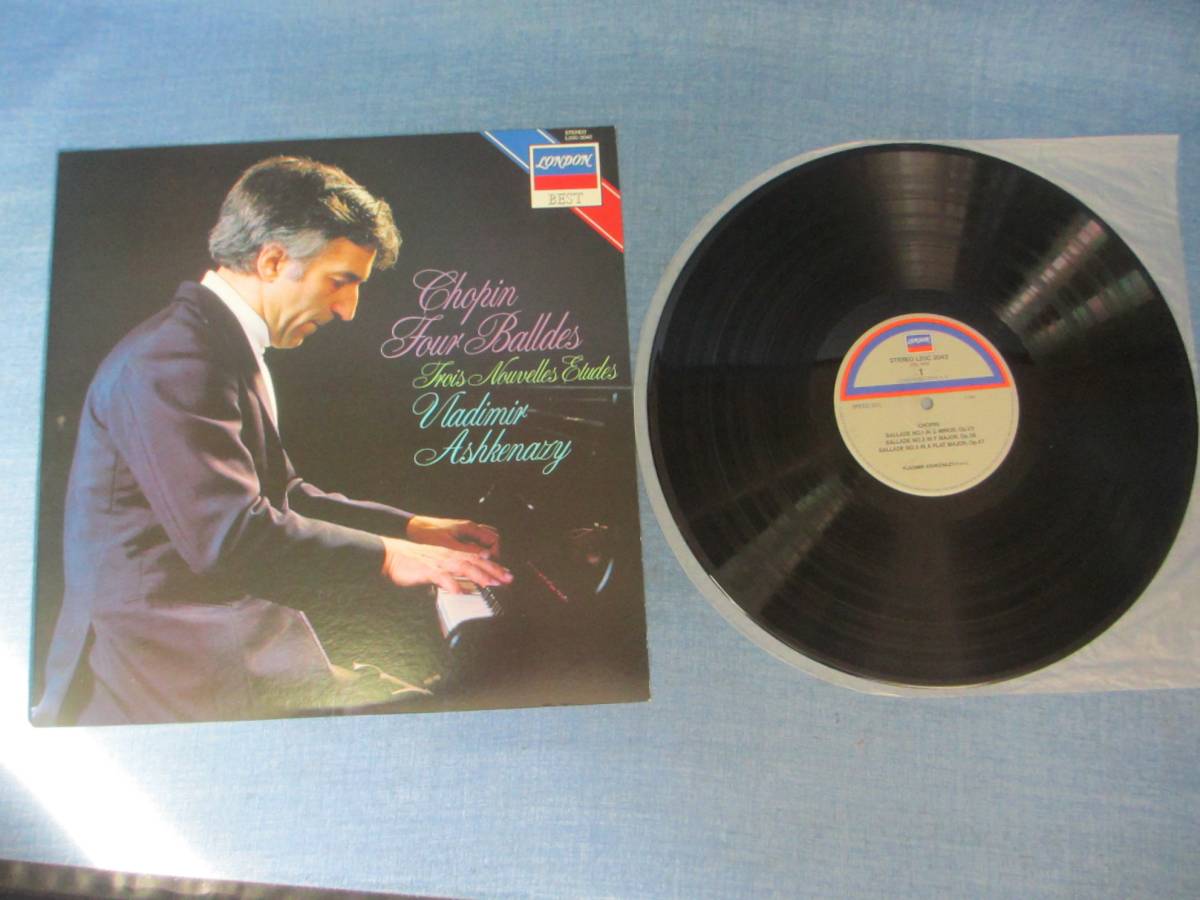 STEREO
LONDON
BEST
Chopin
Four Balldes
Trois Nouvelles Etudes
Vladimir
Ashkenazy
LONDON
STEREO L20C 2042
1
CHOPIN
BALLADE NO.1 IN G MINOR, Op.23
BALLADE NO.2 IN F MAJOR, Op.38
BALLADE NO.3 IN A FLAT MAJOR, Op.47
VLADIMIR ASHKENAZY